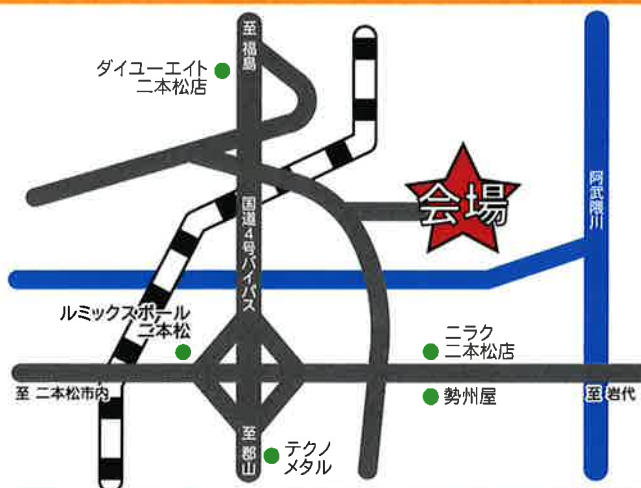 至 福島
ダイユーエイト
二本松店
会場
阿武隈川
国道4号バイパス
ルミックスボール
二本松
ニラク
二本松店
至 二本松市内
勢州屋
至 岩代
至 郡山
テクノ
メタル